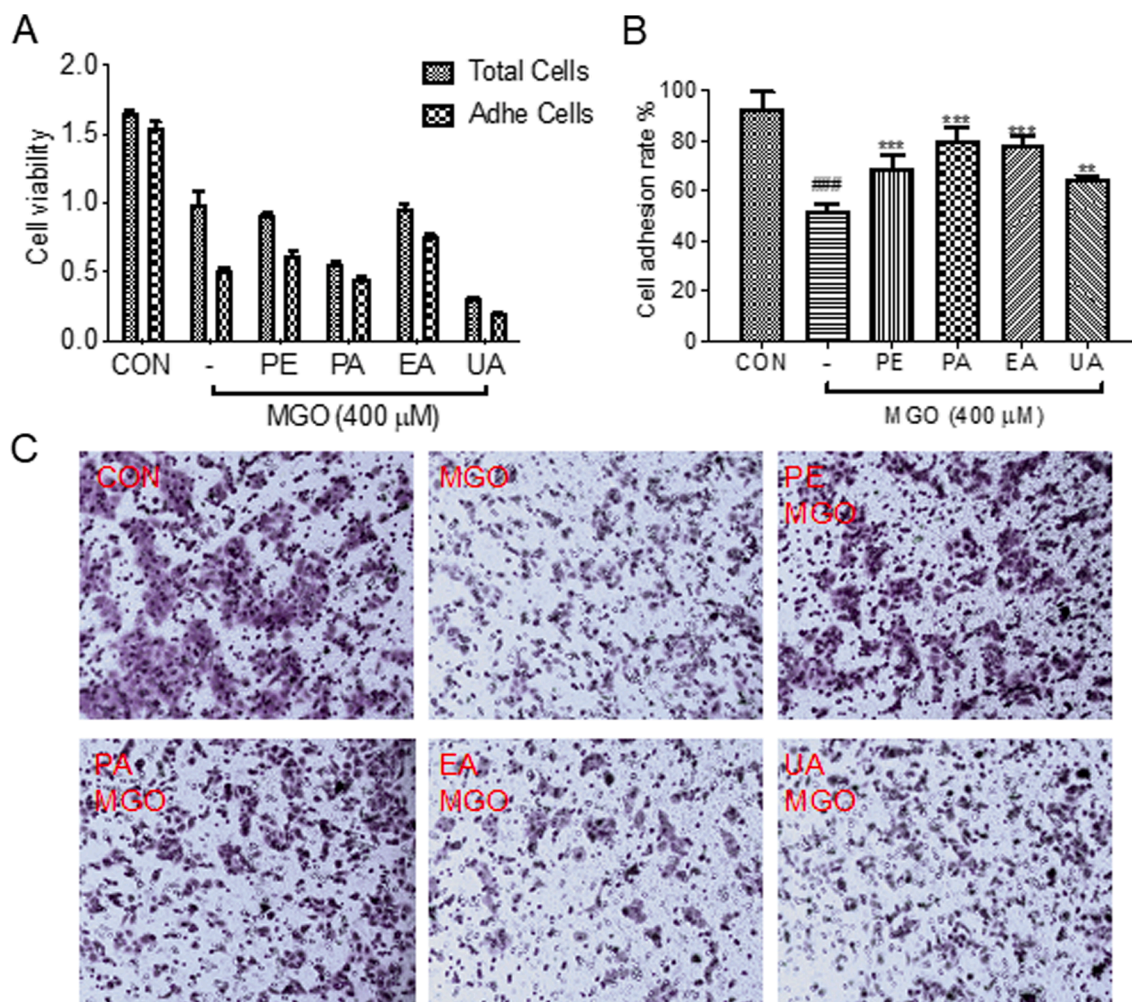 A
Cell viability
2.0
1.5
1.0
0.5
0.0
Total Cells
Adhe Cells
CON - PE PA EA UA
MGO (400 μM)
B
Cell adhesion rate %
100
80
60
40
20
0
###
***
***
***
**
CON - PE PA EA UA
MGO (400 μM)
C
CON
MGO
PE
MGO
PA
MGO
EA
MGO
UA
MGO